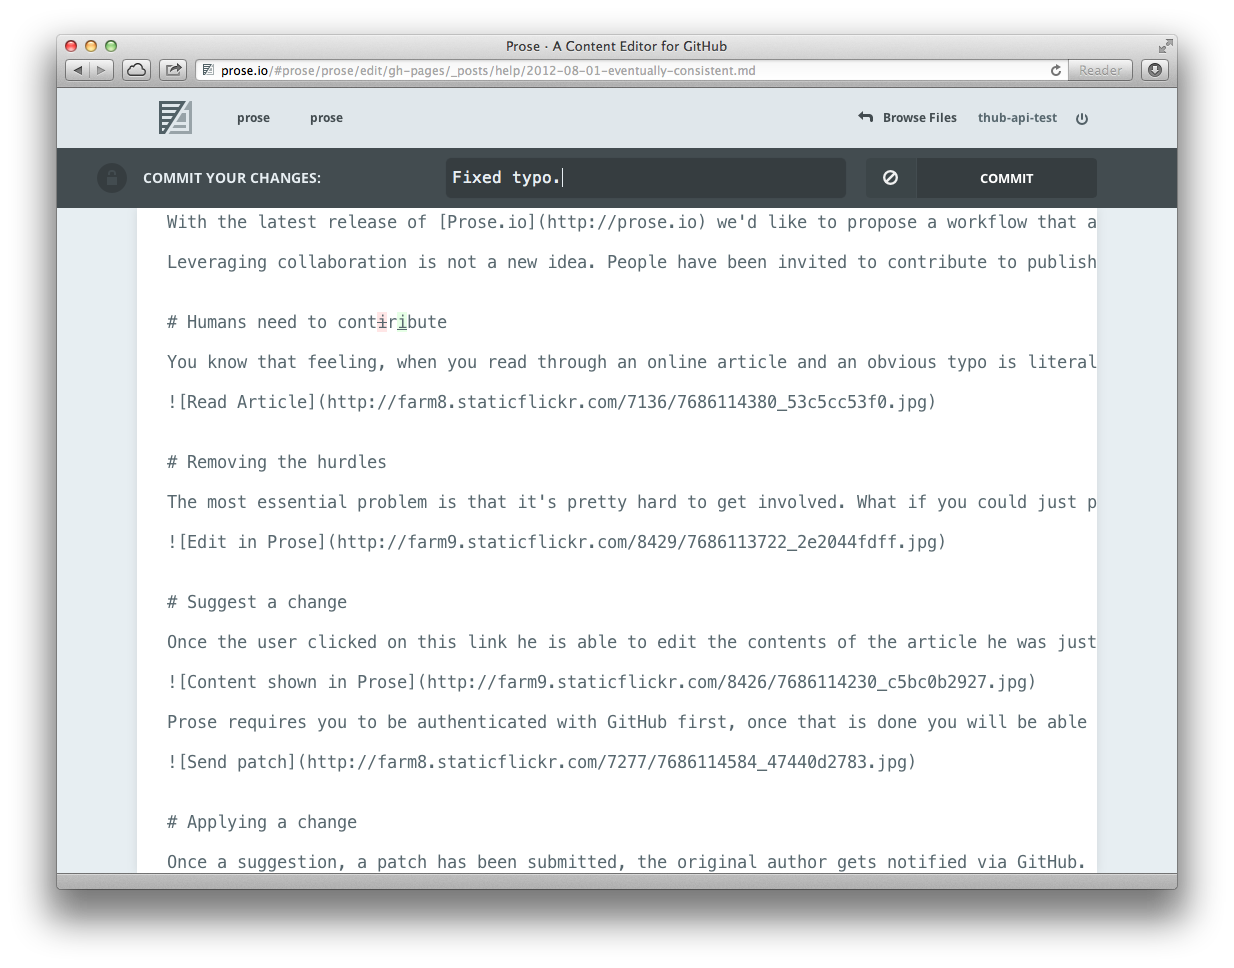 Prose · A Content Editor for GitHub
prose.io/#prose/prose/edit/gh-pages/_posts/help/2012-08-01-eventually-consistent.md
Reader
prose prose
Browse Files thub-api-test
COMMIT YOUR CHANGES: Fixed typo. COMMIT
With the latest release of [Prose.io](http://prose.io) we'd like to propose a workflow that a
Leveraging collaboration is not a new idea. People have been invited to contribute to publish
# Humans need to contiribute
You know that feeling, when you read through an online article and an obvious typo is literal
![Read Article](http://farm8.staticflickr.com/7136/7686114380_53c5cc53f0.jpg)
# Removing the hurdles
The most essential problem is that it's pretty hard to get involved. What if you could just p
![Edit in Prose](http://farm9.staticflickr.com/8429/7686113722_2e2044fdff.jpg)
# Suggest a change
Once the user clicked on this link he is able to edit the contents of the article he was just
![Content shown in Prose](http://farm9.staticflickr.com/8426/7686114230_c5bc0b2927.jpg)
Prose requires you to be authenticated with GitHub first, once that is done you will be able
![Send patch](http://farm8.staticflickr.com/7277/7686114584_47440d2783.jpg)
# Applying a change
Once a suggestion, a patch has been submitted, the original author gets notified via GitHub.